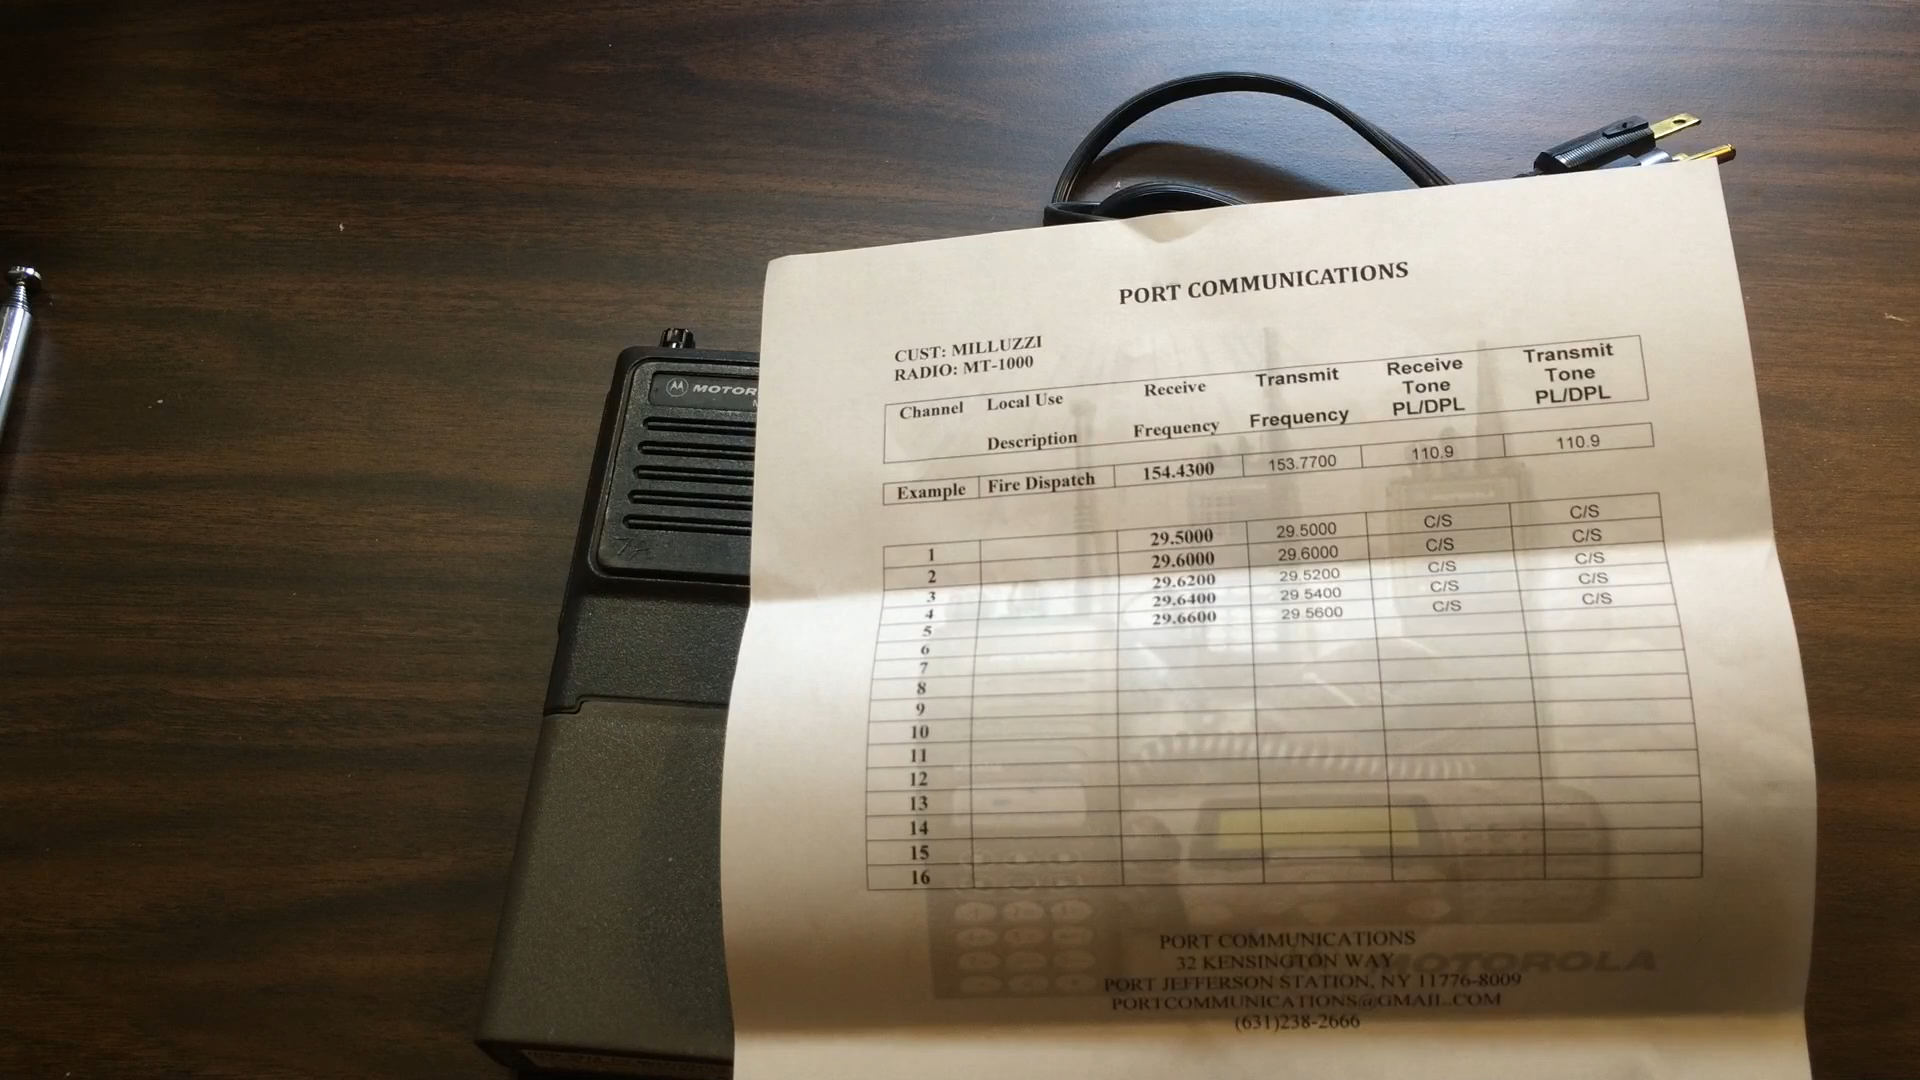 PORT COMMUNICATIONS
CUST: MILLUZZI
RADIO: MT-1000
Channel Local Use Description Receive Frequency Transmit Frequency Receive Tone PL/DPL Transmit Tone PL/DPL
Example Fire Dispatch 154.4300 153.7700 110.9 110.9
1 29.5000 29.5000 C/S C/S
2 29.6000 29.6000 C/S C/S
3 29.6200 29.5200 C/S C/S
4 29.6400 29.5400 C/S C/S
5 29.6600 29.5600 C/S C/S
6
7
8
9
10
11
12
13
14
15
16
PORT COMMUNICATIONS
32 KENSINGTON WAY
PORT JEFFERSON STATION, NY 11776-8009
PORTCOMMUNICATIONS@GMAIL.COM
(631)238-2666
MOTOROLA
MOTOR